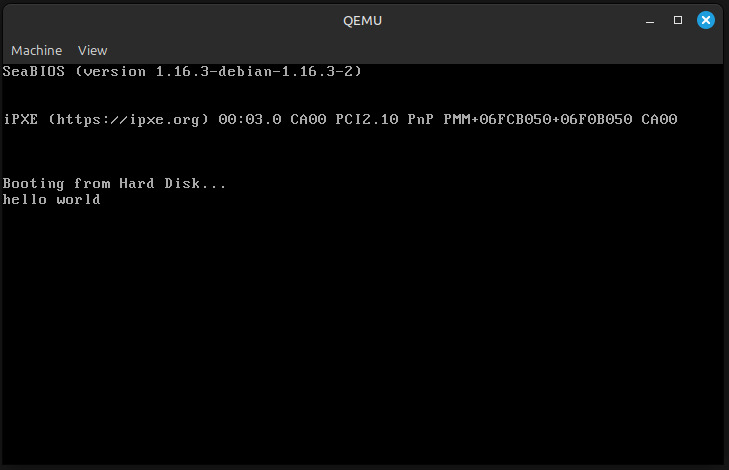 QEMU
Machine View
SeaBIOS (version 1.16.3-debian-1.16.3-2)
iPXE (https://ipxe.org) 00:03.0 CA00 PCI2.10 PnP PMM+06FCB050+06F0B050 CA00
Booting from Hard Disk...
hello world